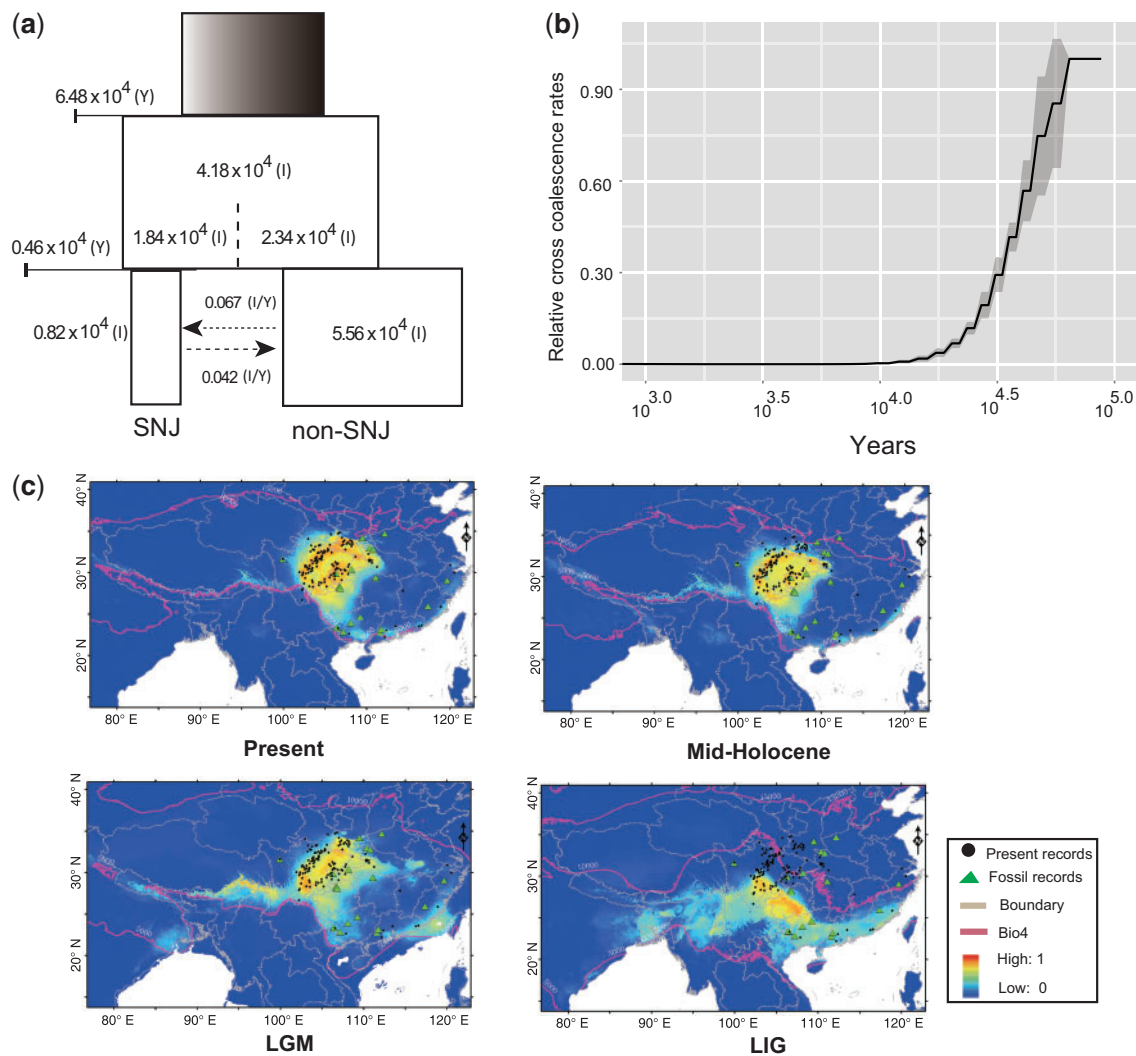 (a)
6.48 x 10^4 (Y)
4.18 x 10^4 (I)
1.84 x 10^4 (I)
2.34 x 10^4 (I)
0.46 x 10^4 (Y)
0.067 (I/Y)
0.82 x 10^4 (I)
5.56 x 10^4 (I)
0.042 (I/Y)
SNJ
non-SNJ
(b)
Relative cross coalescence rates
0.90
0.60
0.30
0.00
10^3.0
10^3.5
10^4.0
10^4.5
10^5.0
Years
(c)
40° N
30° N
20° N
80° E
90° E
100° E
110° E
120° E
Present
40° N
30° N
20° N
80° E
90° E
100° E
110° E
120° E
Mid-Holocene
40° N
30° N
20° N
10000
80° E
90° E
100° E
110° E
120° E
LGM
40° N
30° N
20° N
80° E
90° E
100° E
110° E
120° E
LIG
Present records
Fossil records
Boundary
Bio4
High: 1
Low: 0